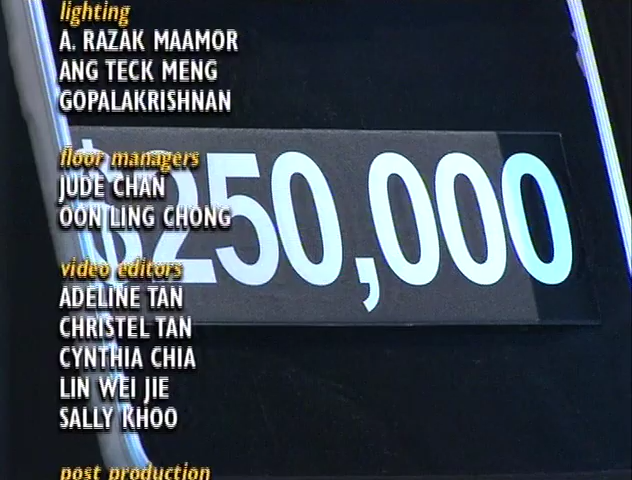 lighting
A. RAZAK MAAMOR
ANG TECK MENG
GOPALAKRISHNAN
floor managers
JUDE CHAN
OON LING CHONG
$250,000
video editors
ADELINE TAN
CHRISTEL TAN
CYNTHIA CHIA
LIN WEI JIE
SALLY KHOO
post production